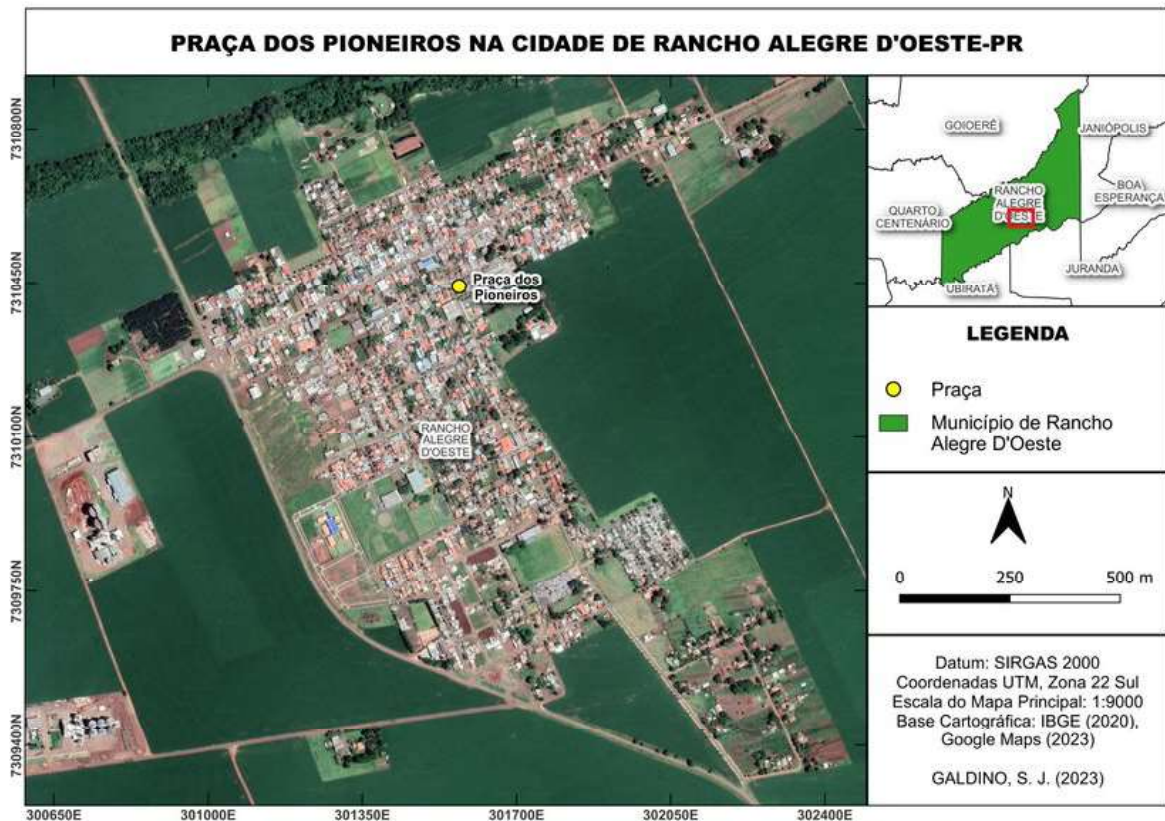 PRAÇA DOS PIONEIROS NA CIDADE DE RANCHO ALEGRE D'OESTE-PR
7310800N
7310450N
7310100N
7309750N
7309400N
Praça dos
Pioneiros
RANCHO
ALEGRE
D'OESTE
300650E
301000E
301350E
301700E
302050E
302400E
GOIOERÊ
JANIÓPOLIS
RANCHO
ALEGRE
D'OESTE
BOA
ESPERANÇA
QUARTO
CENTENÁRIO
JURANDA
UBIRATÃ
LEGENDA
Praça
Município de Rancho
Alegre D'Oeste
N
0 250 500 m
Datum: SIRGAS 2000
Coordenadas UTM, Zona 22 Sul
Escala do Mapa Principal: 1:9000
Base Cartográfica: IBGE (2020),
Google Maps (2023)
GALDINO, S. J. (2023)